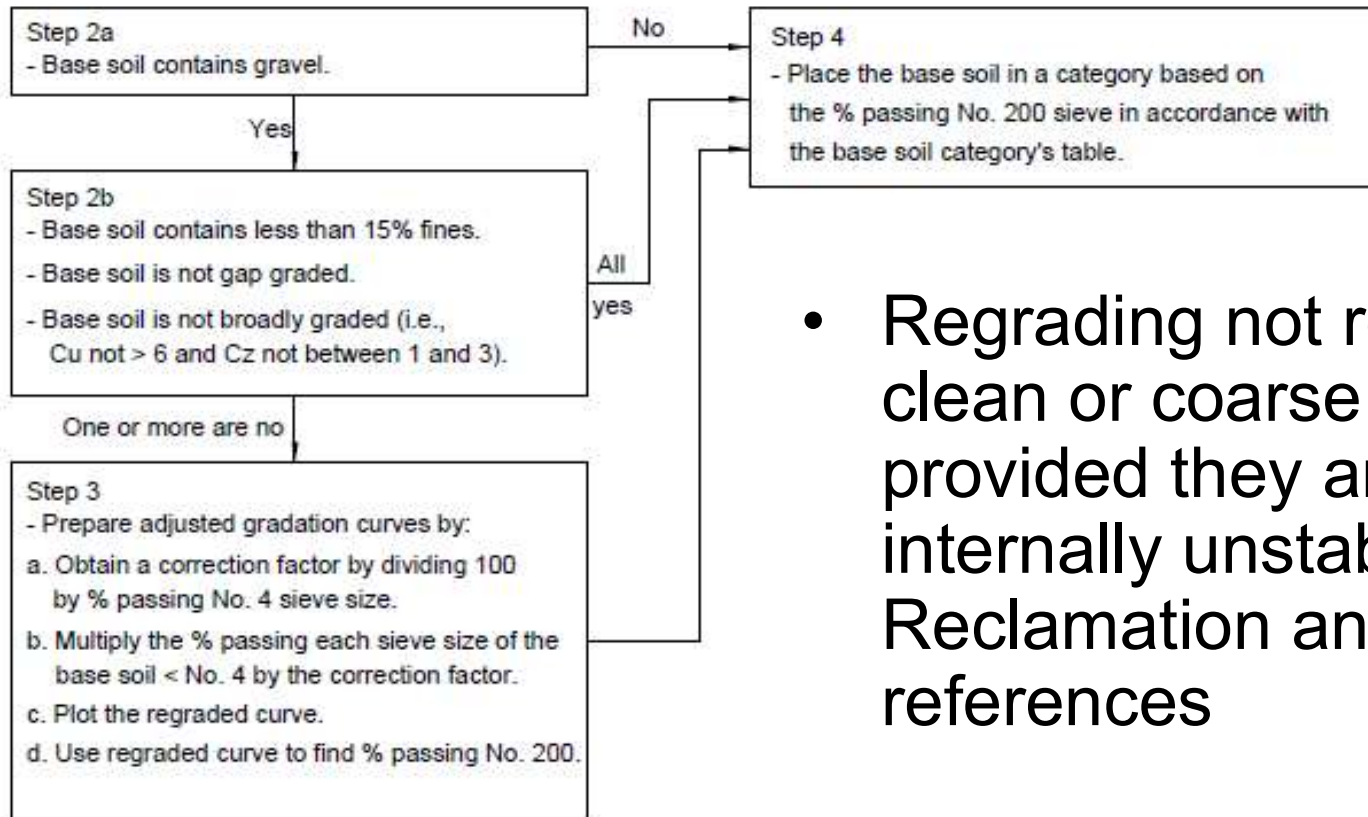 Step 2a
- Base soil contains gravel.
No
Yes
Step 2b
- Base soil contains less than 15% fines.
- Base soil is not gap graded.
- Base soil is not broadly graded (i.e.,
Cu not > 6 and Cz not between 1 and 3).
All
yes
One or more are no
Step 3
- Prepare adjusted gradation curves by:
a. Obtain a correction factor by dividing 100
by % passing No. 4 sieve size.
b. Multiply the % passing each sieve size of the
base soil < No. 4 by the correction factor.
c. Plot the regraded curve.
d. Use regraded curve to find % passing No. 200.
Step 4
- Place the base soil in a category based on
the % passing No. 200 sieve in accordance with
the base soil category's table.
• Regrading not
clean or coarse
provided they
internally
Reclamation
references